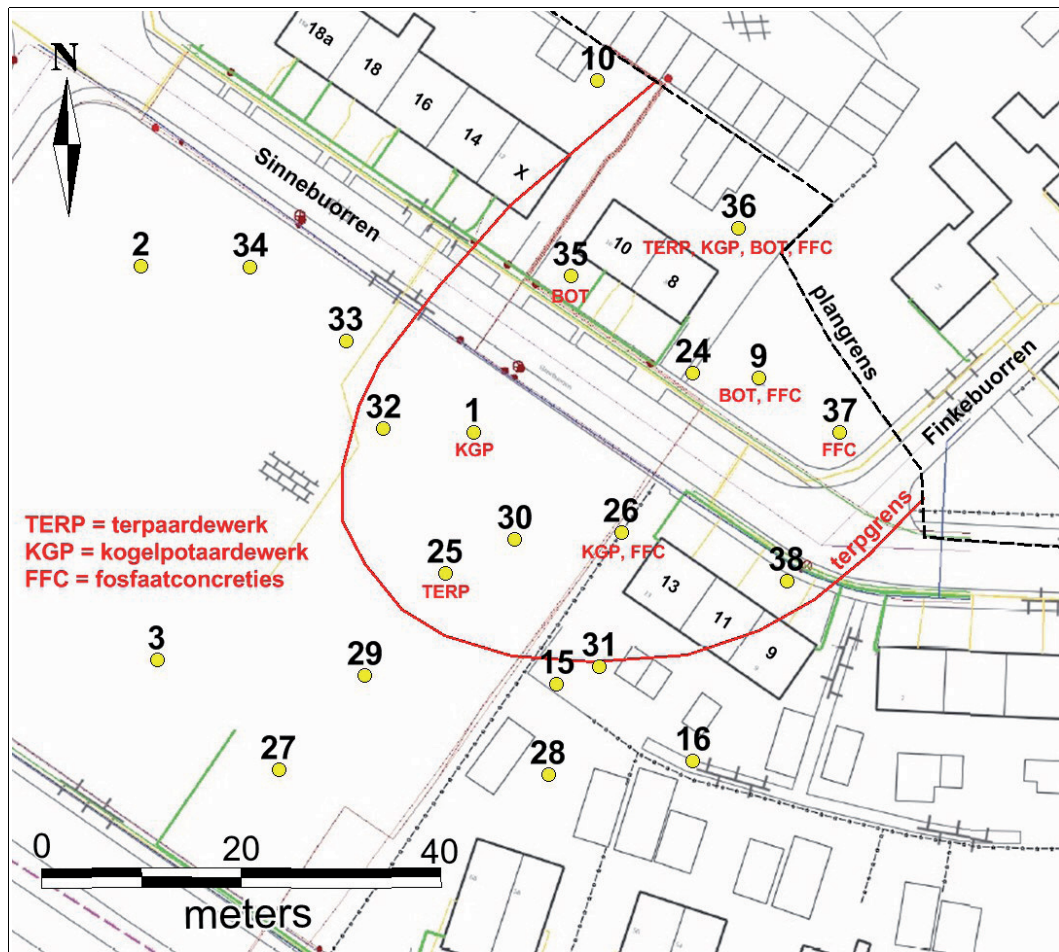 N
18a
18
16
14
X
Sinnebuorren
10
36
TERP, KGP, BOT, FFC
2
34
35
BOT
10
8
plangrens
33
24
9
BOT, FFC
37
FFC
Finkebuorren
32
1
KGP
TERP = terpaardewerk
KGP = kogelpotaardewerk
FFC = fosfaatconcreties
30
26
KGP, FFC
terpgrens
25
TERP
38
13
11
9
3
29
31
15
27
28
16
0 20 40
meters